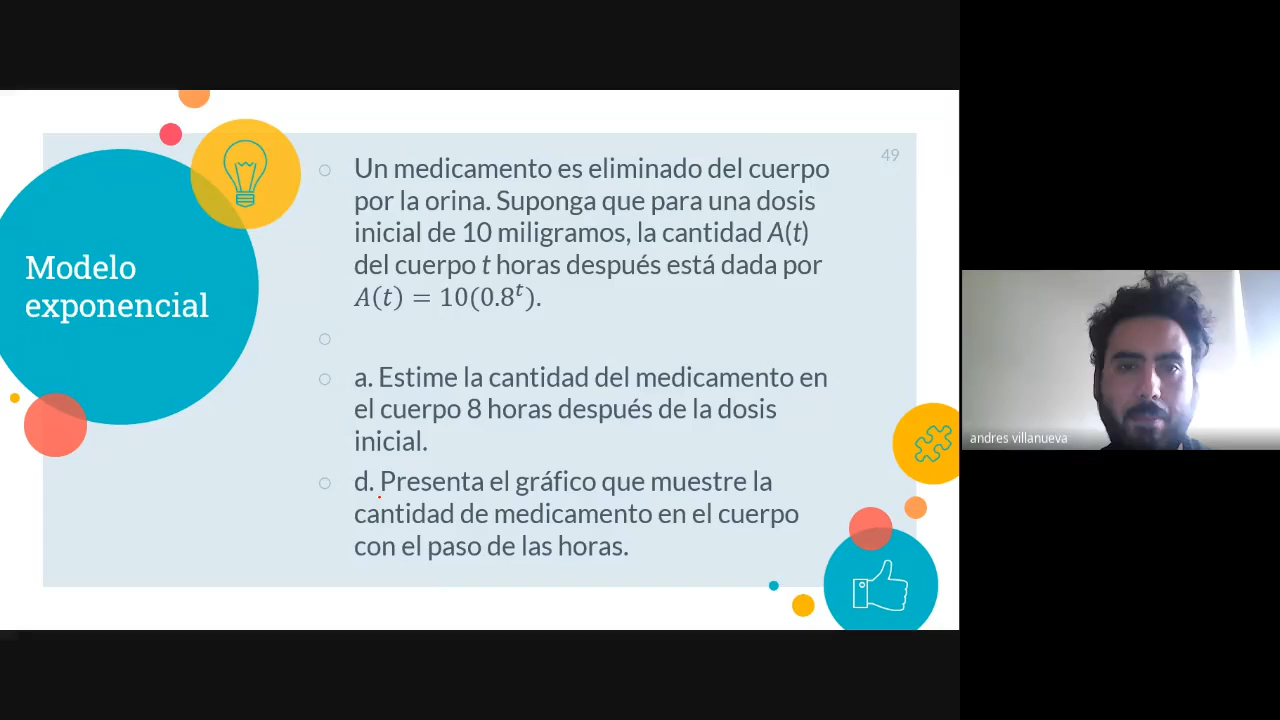 Modelo
exponencial
49
○ Un medicamento es eliminado del cuerpo
por la orina. Suponga que para una dosis
inicial de 10 miligramos, la cantidad A(t)
del cuerpo t horas después está dada por
A(t) = 10(0.8^t).
○
○ a. Estime la cantidad del medicamento en
el cuerpo 8 horas después de la dosis
inicial.
○ d. Presenta el gráfico que muestre la
cantidad de medicamento en el cuerpo
con el paso de las horas.
andres villanueva